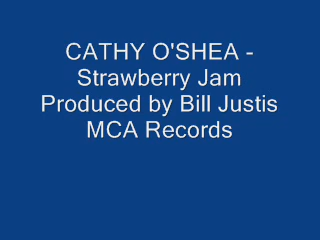 CATHY O'SHEA -
Strawberry Jam
Produced by Bill Justis
MCA Records